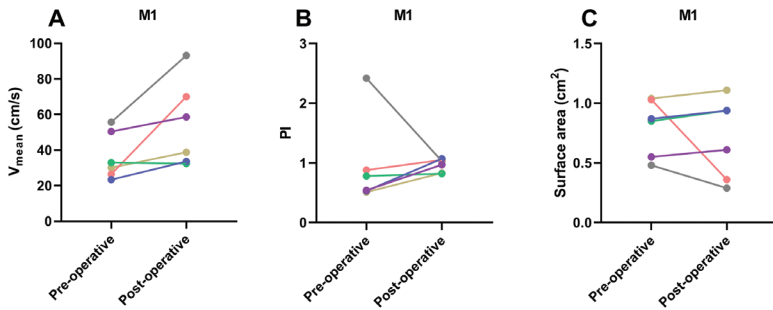 A
M1
V_mean (cm/s)
100
80
60
40
20
0
Pre-operative
Post-operative
B
M1
PI
3
2
1
0
Pre-operative
Post-operative
C
M1
Surface area (cm²)
1.5
1.0
0.5
0.0
Pre-operative
Post-operative